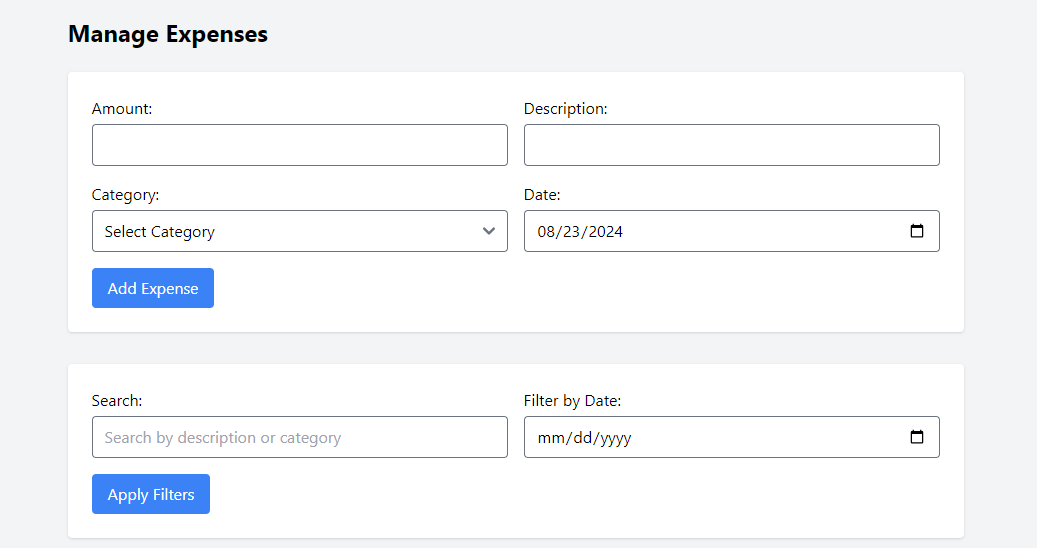 Manage Expenses
Amount:
Description:
Category:
Date:
Select Category
08/23/2024
Add Expense
Search:
Filter by Date:
Search by description or category
mm/dd/yyyy
Apply Filters